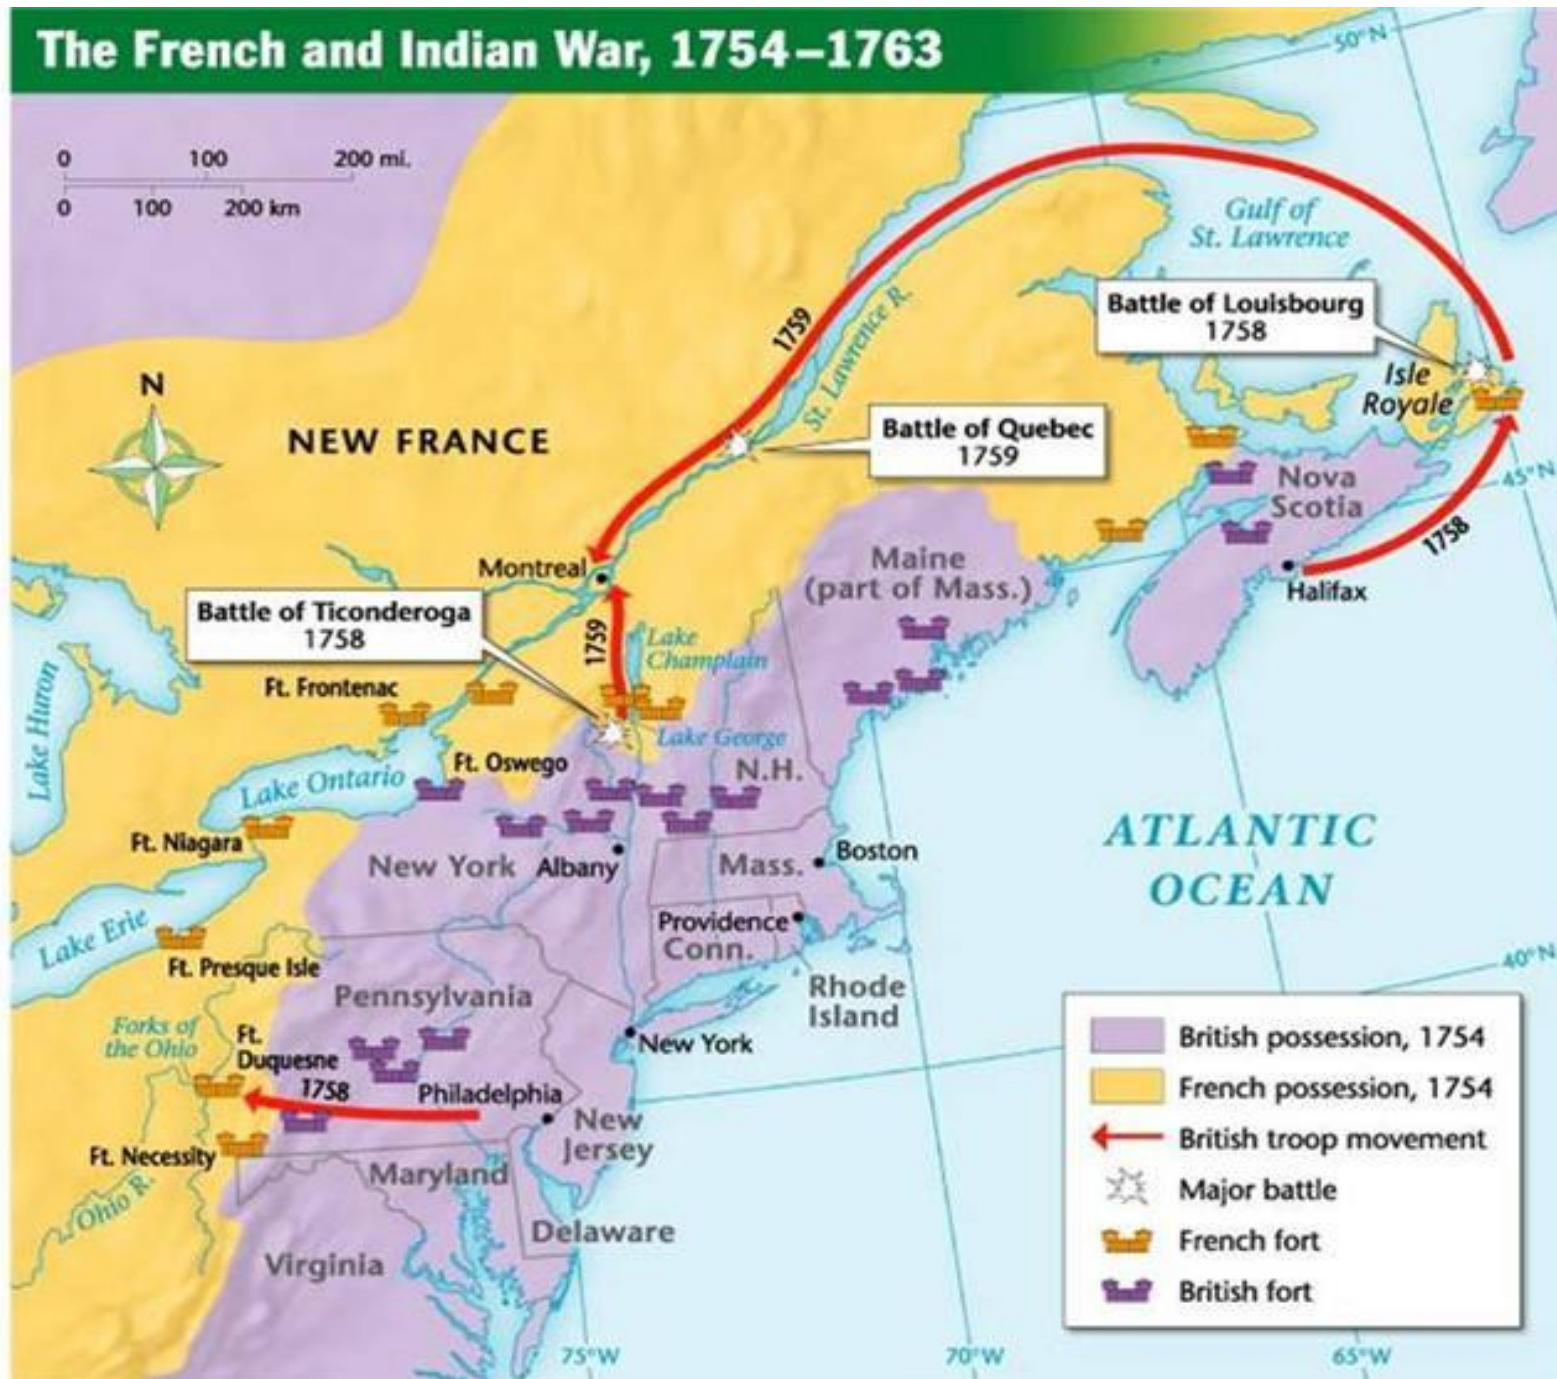 The French and Indian War, 1754–1763
50°N
0 100 200 mi.
0 100 200 km
Gulf of
St. Lawrence
Battle of Louisbourg
1758
1759
St. Lawrence R.
Isle
Royale
N
NEW FRANCE
Battle of Quebec
1759
Nova
Scotia
45°N
1758
Halifax
Maine
(part of Mass.)
Montreal
Battle of Ticonderoga
1758
1759
Lake
Champlain
Lake Huron
Ft. Frontenac
Lake George
Ft. Oswego
Lake Ontario
N.H.
Ft. Niagara
New York
Albany
Mass.
Boston
ATLANTIC
OCEAN
Lake Erie
Providence
Conn.
Ft. Presque Isle
Rhode
Island
40°N
Pennsylvania
Forks of
the Ohio
Ft.
Duquesne
1758
New York
Philadelphia
New
Jersey
Ft. Necessity
Maryland
Ohio R.
Delaware
Virginia
British possession, 1754
French possession, 1754
British troop movement
Major battle
French fort
British fort
75°W
70°W
65°W